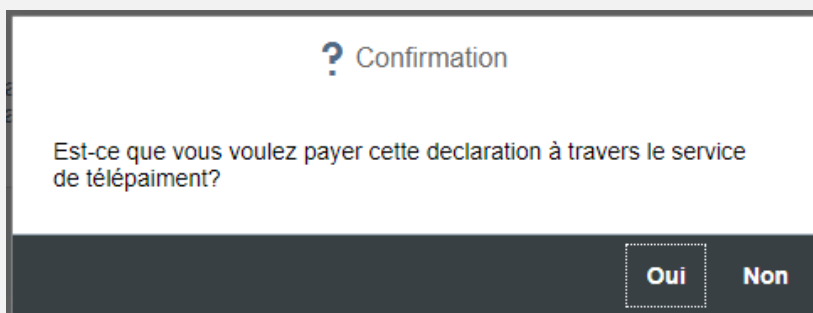 ? Confirmation
Est-ce que vous voulez payer cette declaration à travers le service
de télépaiment?
Oui Non